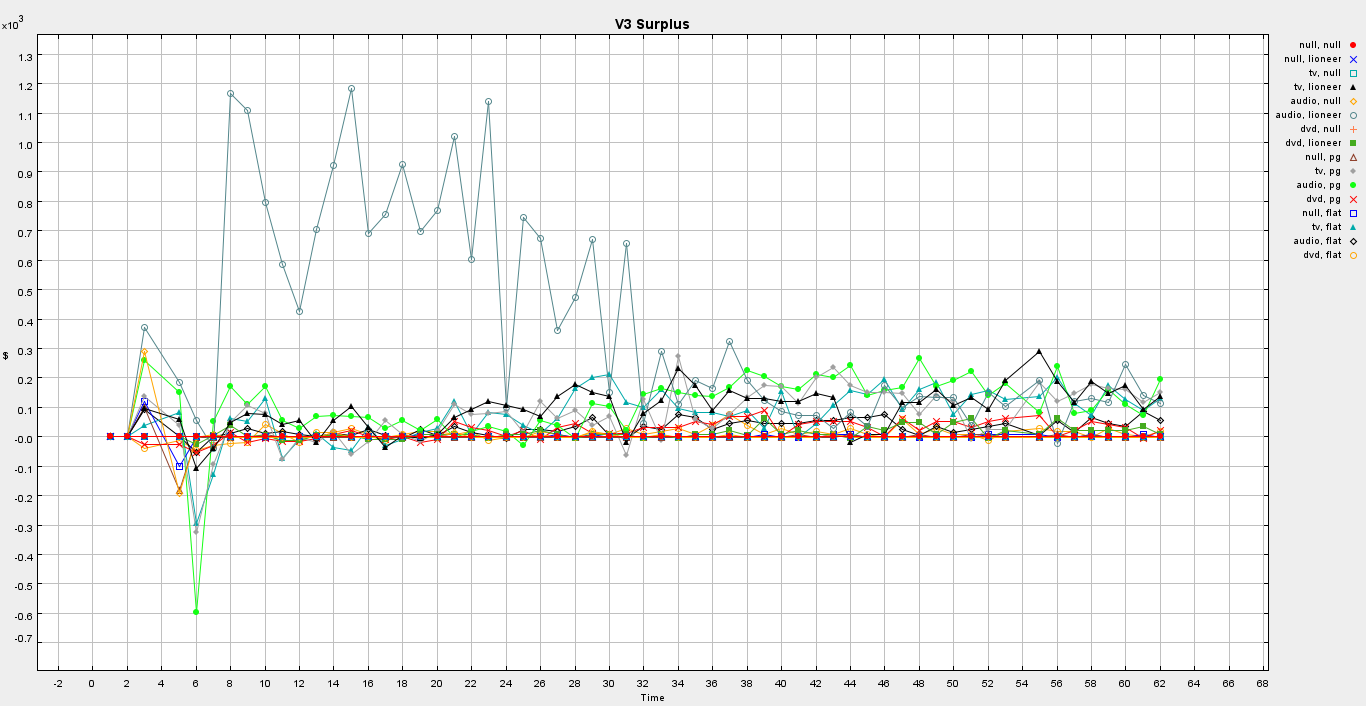 V3 Surplus
x10³
1.3
1.2
1.1
1.0
0.9
0.8
0.7
0.6
0.5
0.4
0.3
0.2
0.1
-0.0
-0.1
-0.2
-0.3
-0.4
-0.5
-0.6
-0.7
$
-2 0 2 4 6 8 10 12 14 16 18 20 22 24 26 28 30 32 34 36 38 40 42 44 46 48 50 52 54 56 58 60 62 64 66 68
Time
null, null
null, lioneer
tv, null
tv, lioneer
audio, null
audio, lioneer
dvd, null
dvd, lioneer
null, pg
tv, pg
audio, pg
dvd, pg
null, flat
tv, flat
audio, flat
dvd, flat